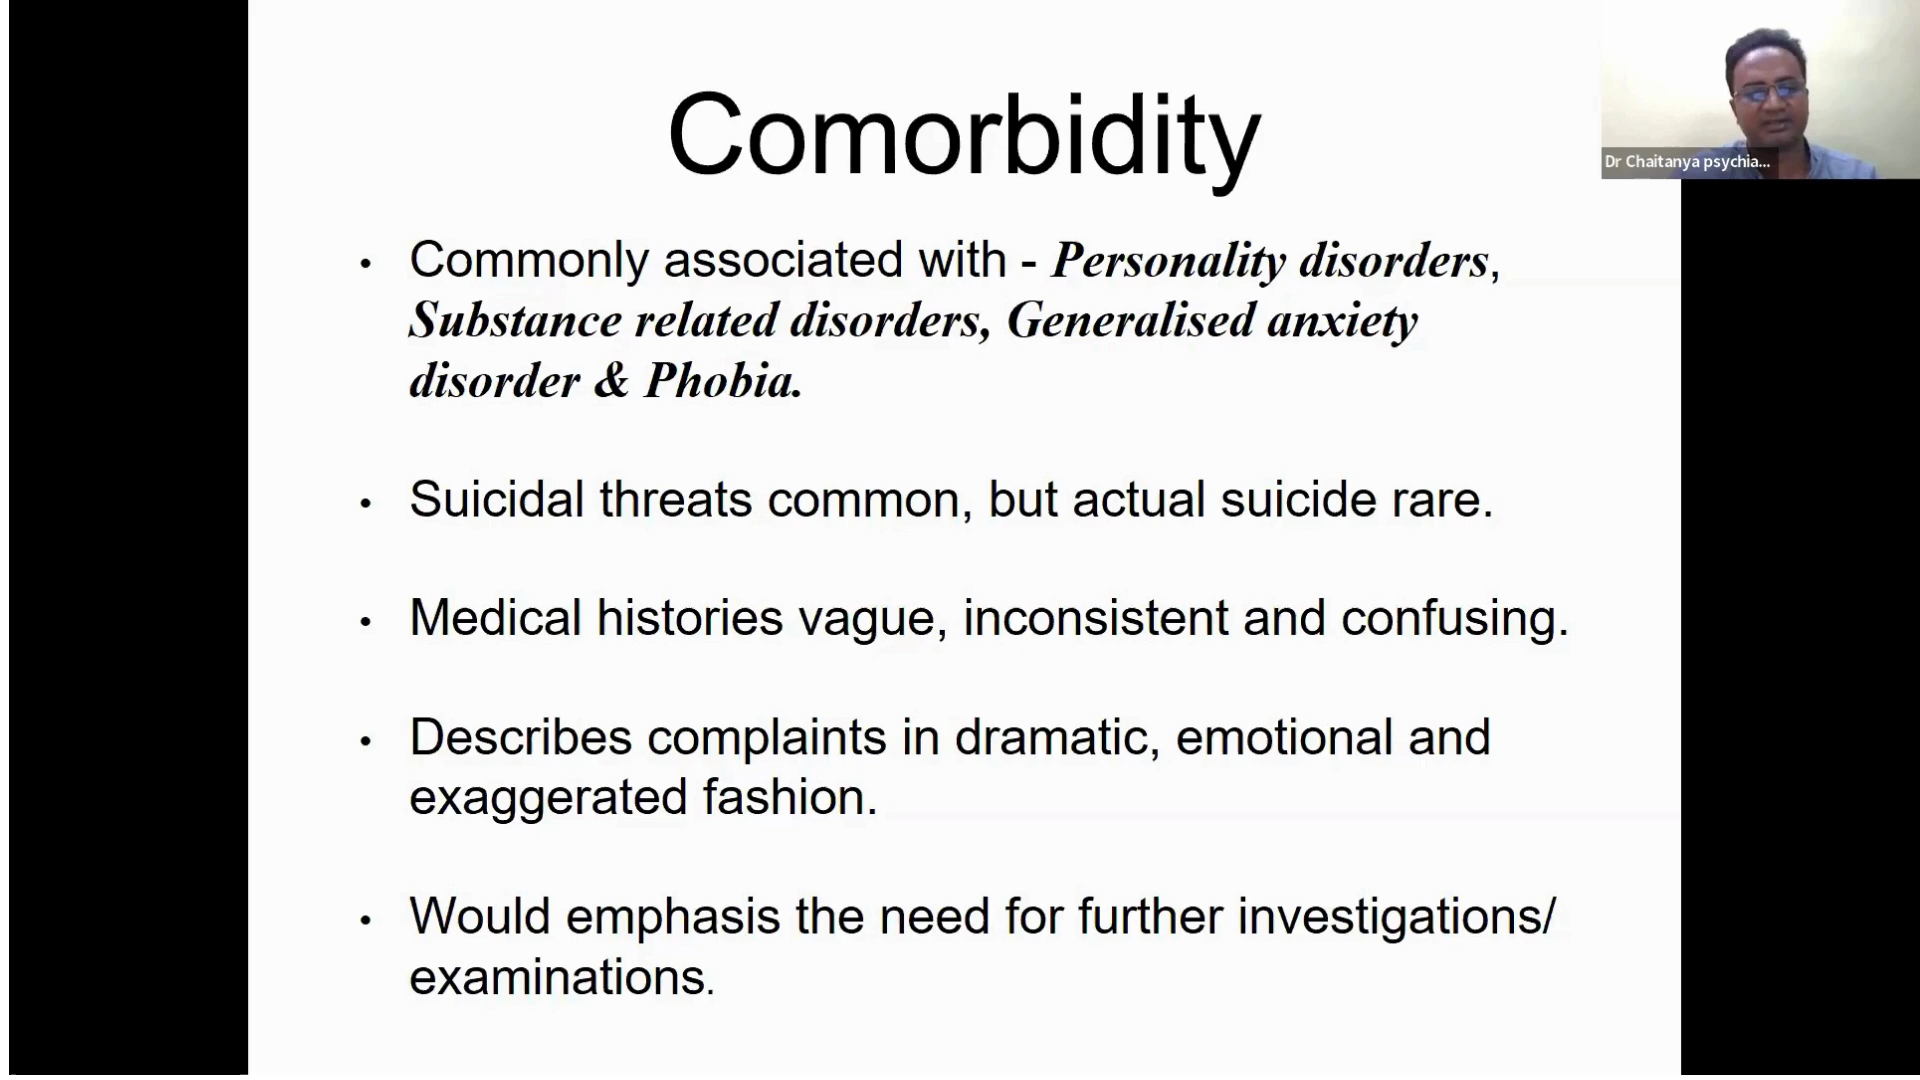 Comorbidity
Dr Chaitanya psychia...
• Commonly associated with - Personality disorders,
Substance related disorders, Generalised anxiety
disorder & Phobia.
• Suicidal threats common, but actual suicide rare.
• Medical histories vague, inconsistent and confusing.
• Describes complaints in dramatic, emotional and
exaggerated fashion.
• Would emphasis the need for further investigations/
examinations.